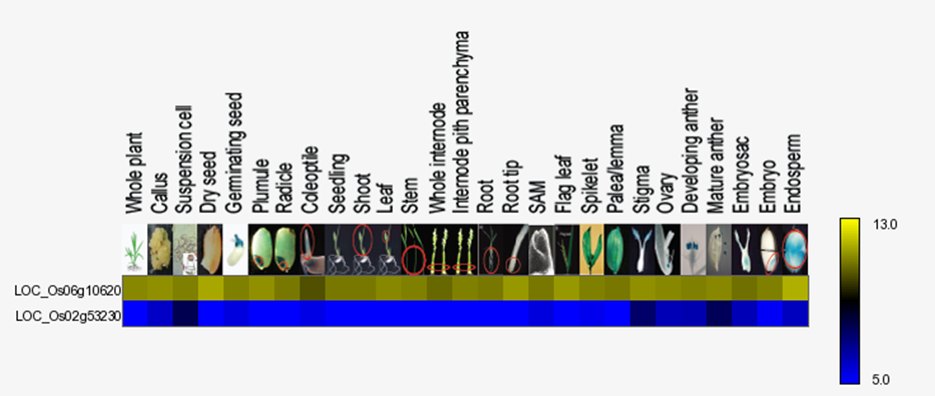 Whole plant
Callus
Suspension cell
Dry seed
Germinating seed
Plumule
Radicle
Coleoptile
Seedling
Shoot
Leaf
Stem
Whole internode
Internode pith parenchyma
Root
Root tip
SAM
Flag leaf
Spikelet
Palea/lemma
Stigma
Ovary
Developing anther
Mature anther
Embryosac
Embryo
Endosperm
13.0
LOC_Os06g10620
LOC_Os02g53230
5.0